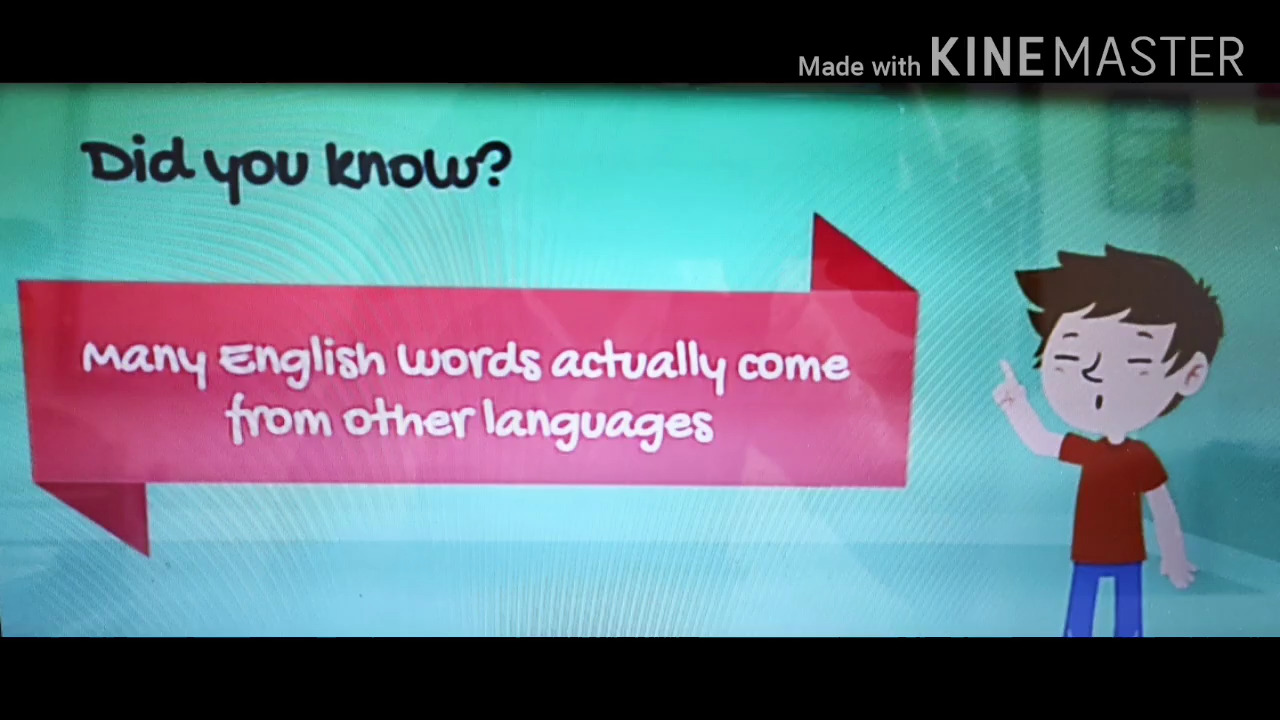 Made with KINEMASTER
Did you know?
Many English words actually come
from other languages